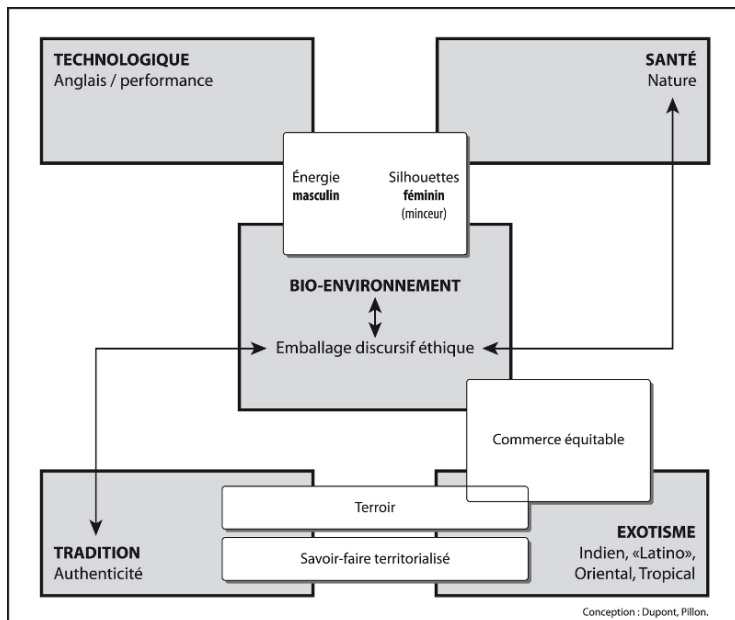 TECHNOLOGIQUE
Anglais / performance
SANTÉ
Nature
Énergie
masculin
Silhouettes
féminin
(minceur)
BIO-ENVIRONNEMENT
Emballage discursif éthique
Commerce équitable
Terroir
Savoir-faire territorialisé
TRADITION
Authenticité
EXOTISME
Indien, «Latino»,
Oriental, Tropical
Conception : Dupont, Pillon.